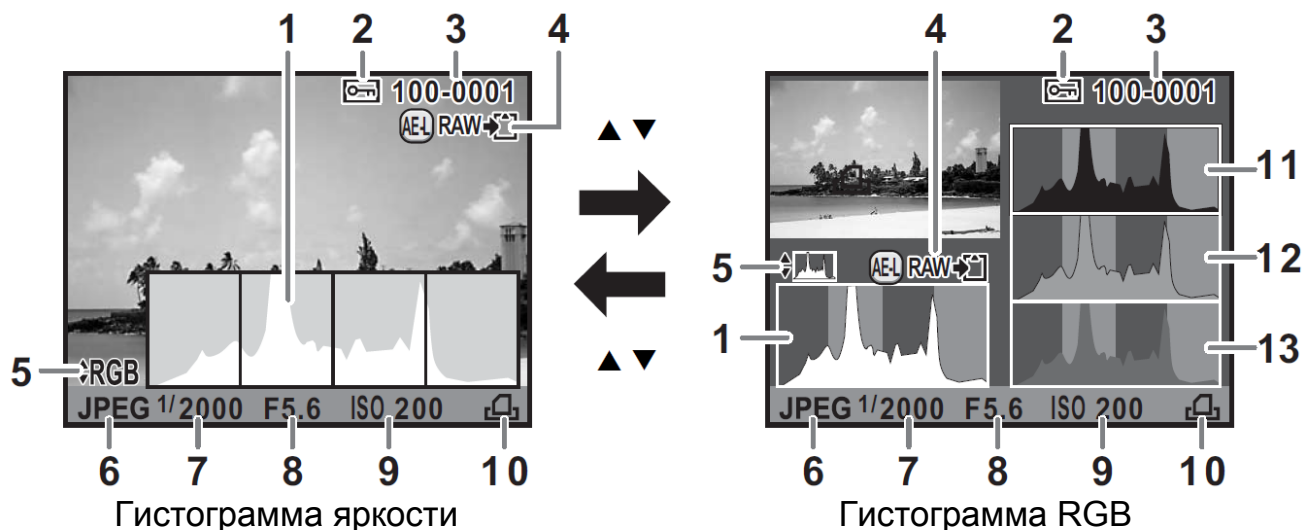 1 2 3 4
100-0001
AE-L RAW
5 RGB
JPEG 1/2000 F5.6 ISO 200
6 7 8 9 10
Гистограмма яркости
▲ ▼
▲ ▼
4 2 3
100-0001
11
12
5 AE-L RAW
1
13
JPEG 1/2000 F5.6 ISO 200
6 7 8 9 10
Гистограмма RGB